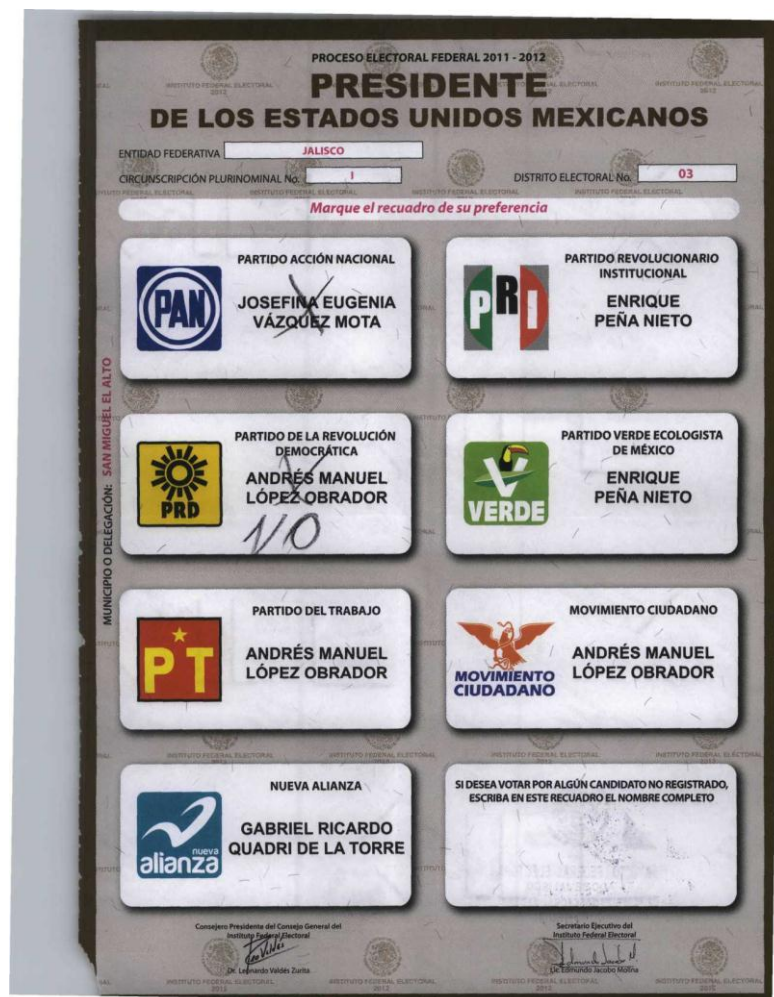 PROCESO ELECTORAL FEDERAL 2011 - 2012
PRESIDENTE
DE LOS ESTADOS UNIDOS MEXICANOS
ENTIDAD FEDERATIVA JALISCO
CIRCUNSCRIPCIÓN PLURINOMINAL No. I DISTRITO ELECTORAL No. 03
Marque el recuadro de su preferencia
MUNICIPIO O DELEGACIÓN: SAN MIGUEL EL ALTO
PAN
PARTIDO ACCIÓN NACIONAL
JOSEFINA EUGENIA
VÁZQUEZ MOTA
X
PRI
PARTIDO REVOLUCIONARIO
INSTITUCIONAL
ENRIQUE
PEÑA NIETO
PRD
PARTIDO DE LA REVOLUCIÓN
DEMOCRÁTICA
ANDRÉS MANUEL
LÓPEZ OBRADOR
X
NO
VERDE
PARTIDO VERDE ECOLOGISTA
DE MÉXICO
ENRIQUE
PEÑA NIETO
PT
PARTIDO DEL TRABAJO
ANDRÉS MANUEL
LÓPEZ OBRADOR
MOVIMIENTO
CIUDADANO
MOVIMIENTO CIUDADANO
ANDRÉS MANUEL
LÓPEZ OBRADOR
nueva
alianza
NUEVA ALIANZA
GABRIEL RICARDO
QUADRI DE LA TORRE
SI DESEA VOTAR POR ALGÚN CANDIDATO NO REGISTRADO,
ESCRIBA EN ESTE RECUADRO EL NOMBRE COMPLETO
Consejero Presidente del Consejo General del
Instituto Federal Electoral
Dr. Leonardo Valdés Zurita
Secretario Ejecutivo del
Instituto Federal Electoral
Lic. Edmundo Jacobo Molina
INSTITUTO FEDERAL ELECTORAL
2012